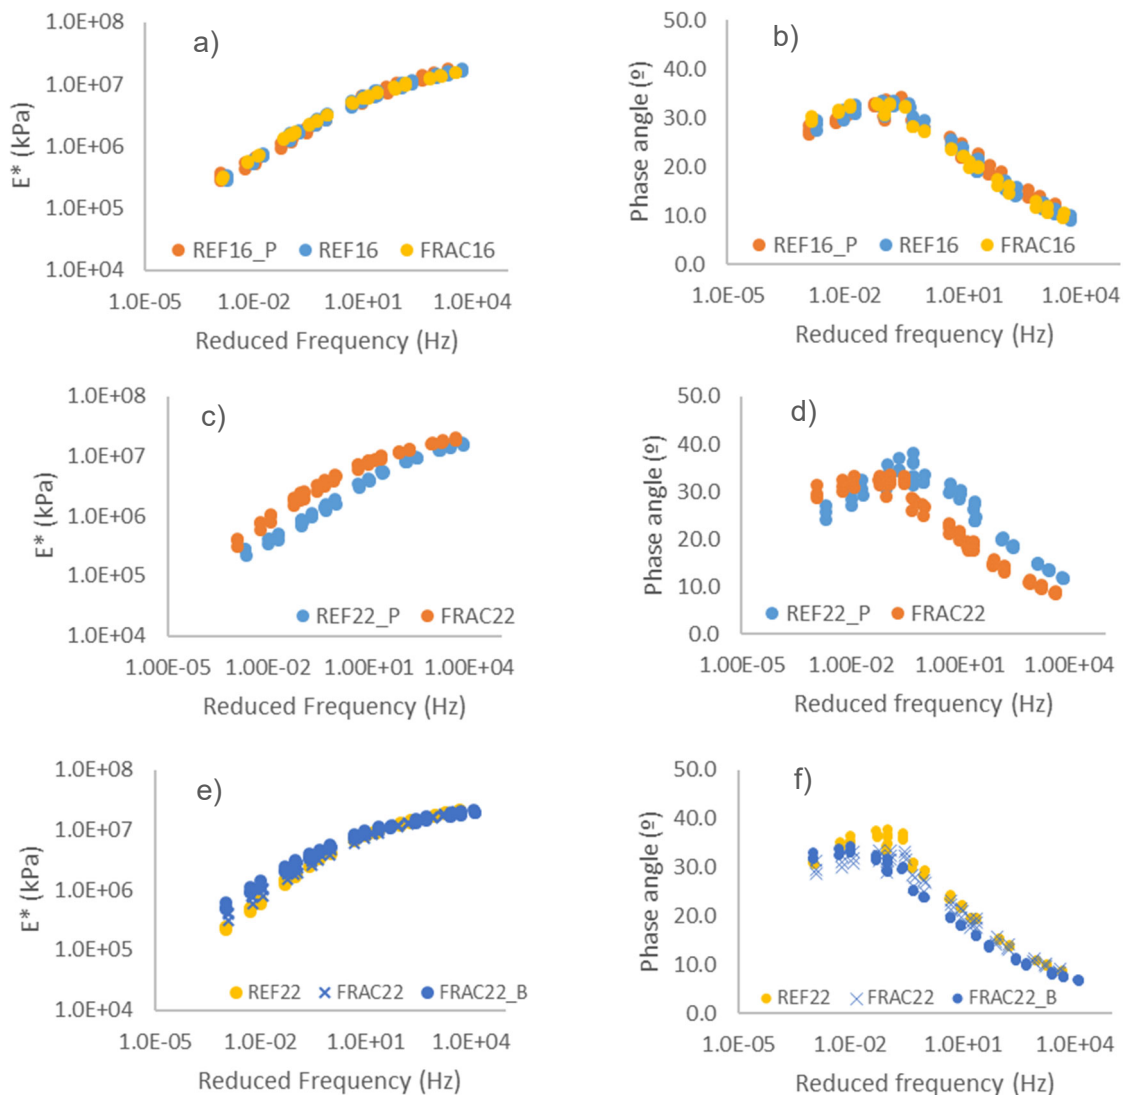 a)
1.0E+08
1.0E+07
1.0E+06
1.0E+05
1.0E+04
E* (kPa)
REF16_P REF16 FRAC16
1.0E-05 1.0E-02 1.0E+01 1.0E+04
Reduced Frequency (Hz)
b)
50.0
40.0
30.0
20.0
10.0
0.0
Phase angle (º)
REF16_P REF16 FRAC16
1.0E-05 1.0E-02 1.0E+01 1.0E+04
Reduced frequency (Hz)
c)
1.0E+08
1.0E+07
1.0E+06
1.0E+05
1.0E+04
E* (kPa)
REF22_P FRAC22
1.00E-05 1.00E-02 1.00E+01 1.00E+04
Reduced Frequency (Hz)
d)
50.0
40.0
30.0
20.0
10.0
0.0
Phase angle (º)
REF22_P FRAC22
1.00E-05 1.00E-02 1.00E+01 1.00E+04
Reduced frequency (Hz)
e)
1.0E+08
1.0E+07
1.0E+06
1.0E+05
1.0E+04
E* (kPa)
REF22 FRAC22 FRAC22_B
1.0E-05 1.0E-02 1.0E+01 1.0E+04
Reduced Frequency (Hz)
f)
50.0
40.0
30.0
20.0
10.0
0.0
Phase angle (º)
REF22 FRAC22 FRAC22_B
1.0E-05 1.0E-02 1.0E+01 1.0E+04
Reduced frequency (Hz)